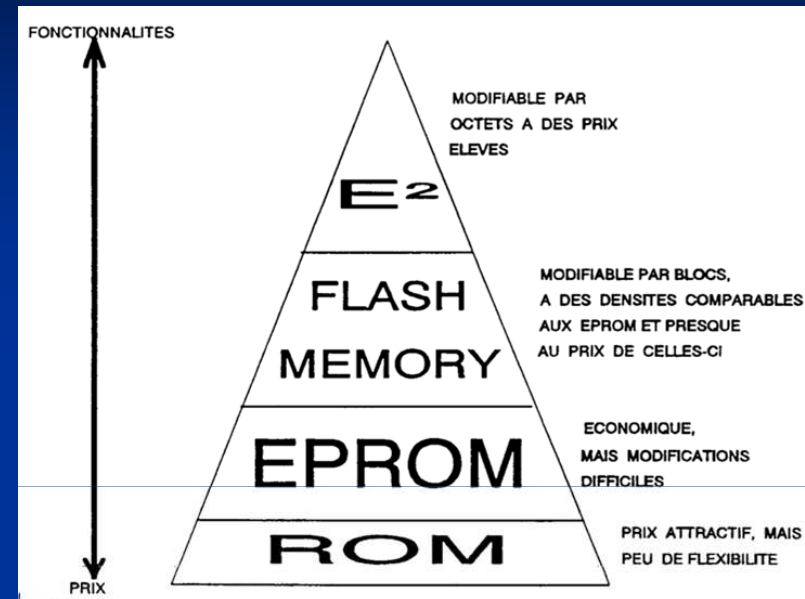 FONCTIONNALITES
MODIFIABLE PAR
OCTETS A DES PRIX
ELEVES
E²
FLASH
MEMORY
MODIFIABLE PAR BLOCS,
A DES DENSITES COMPARABLES
AUX EPROM ET PRESQUE
AU PRIX DE CELLES-CI
EPROM
ECONOMIQUE,
MAIS MODIFICATIONS
DIFFICILES
ROM
PRIX ATTRACTIF, MAIS
PEU DE FLEXIBILITE
PRIX